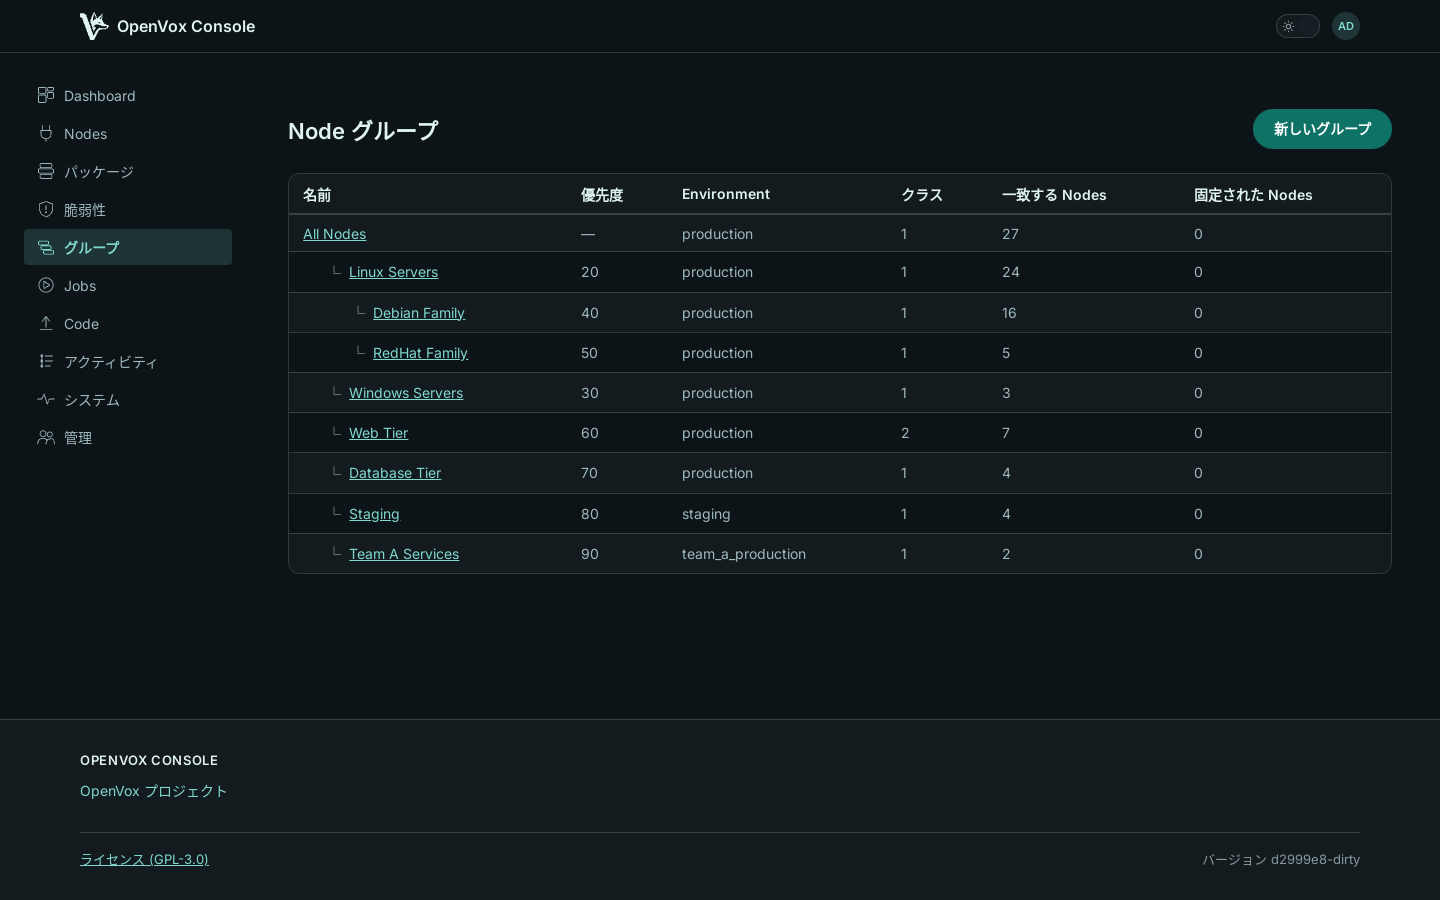 OpenVox Console
AD
Dashboard
Nodes
パッケージ
脆弱性
グループ
Jobs
Code
アクティビティ
システム
管理
Node グループ
新しいグループ
名前 優先度 Environment クラス 一致する Nodes 固定された Nodes
All Nodes — production 1 27 0
Linux Servers 20 production 1 24 0
Debian Family 40 production 1 16 0
RedHat Family 50 production 1 5 0
Windows Servers 30 production 1 3 0
Web Tier 60 production 2 7 0
Database Tier 70 production 1 4 0
Staging 80 staging 1 4 0
Team A Services 90 team_a_production 1 2 0
OPENVOX CONSOLE
OpenVox プロジェクト
ライセンス (GPL-3.0)
バージョン d2999e8-dirty